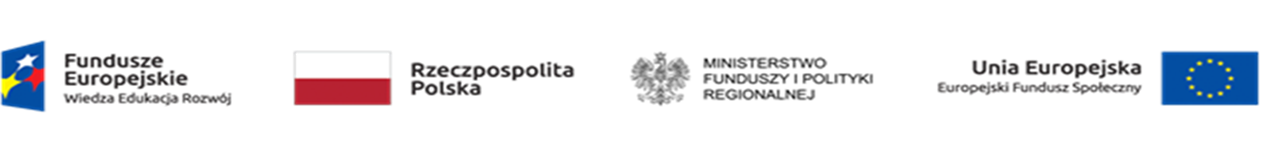 Fundusze
Europejskie
Wiedza Edukacja Rozwój
Rzeczpospolita
Polska
MINISTERSTWO
FUNDUSZY I POLITYKI
REGIONALNEJ
Unia Europejska
Europejski Fundusz Społeczny